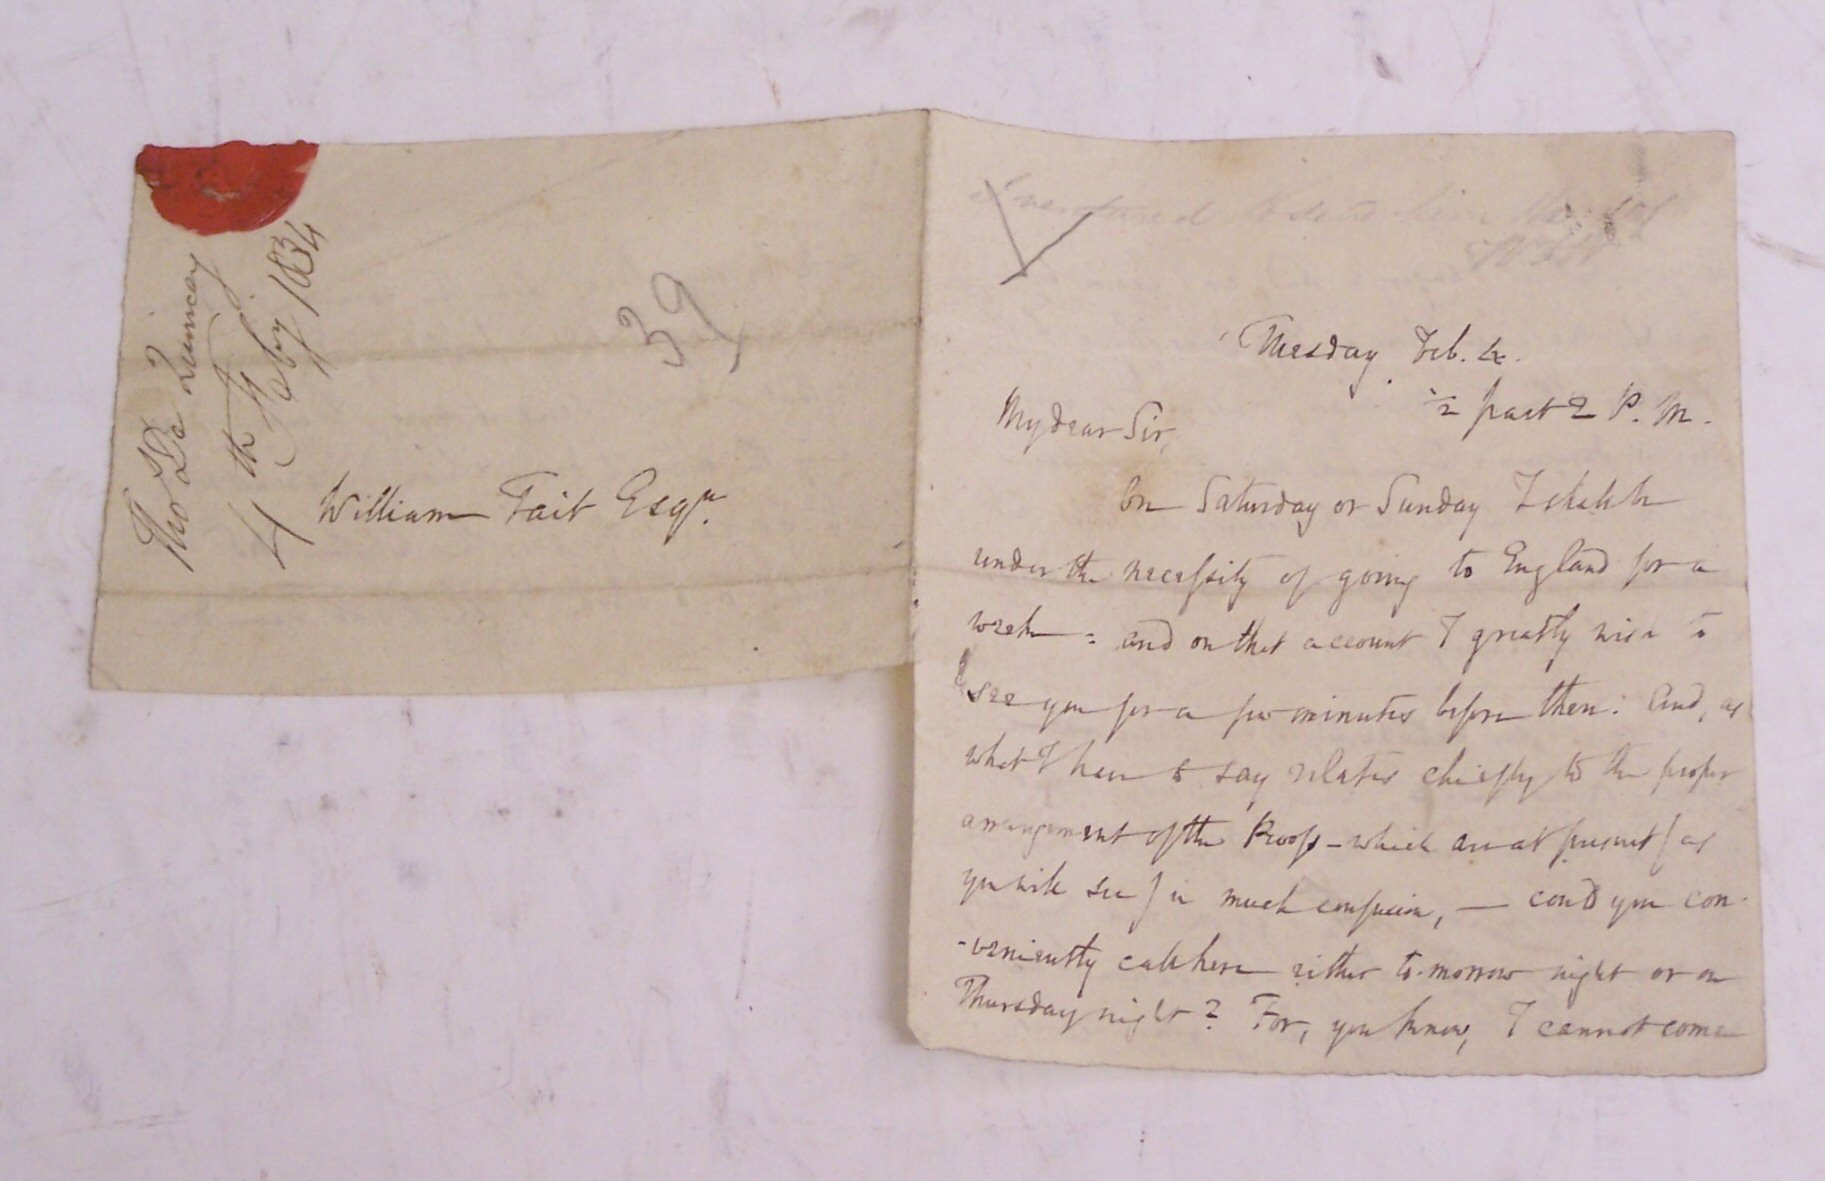 Thos De Quincey
4th Feby 1834
39
William Tait Esqr.
Tuesday Feb. 4.
½ past 2 P. M.
My dear Sir,
On Saturday or Sunday I shall be
under the necessity of going to England for a
week = and on that account I greatly wish to
see you for a few minutes before then: And, as
what I have to say relates chiefly to the proper
arrangement of the Proofs – which are at present / as
you will see / in much confusion, — could you con-
-veniently call here either to-morrow night or on
Thursday night? For, you know, I cannot come